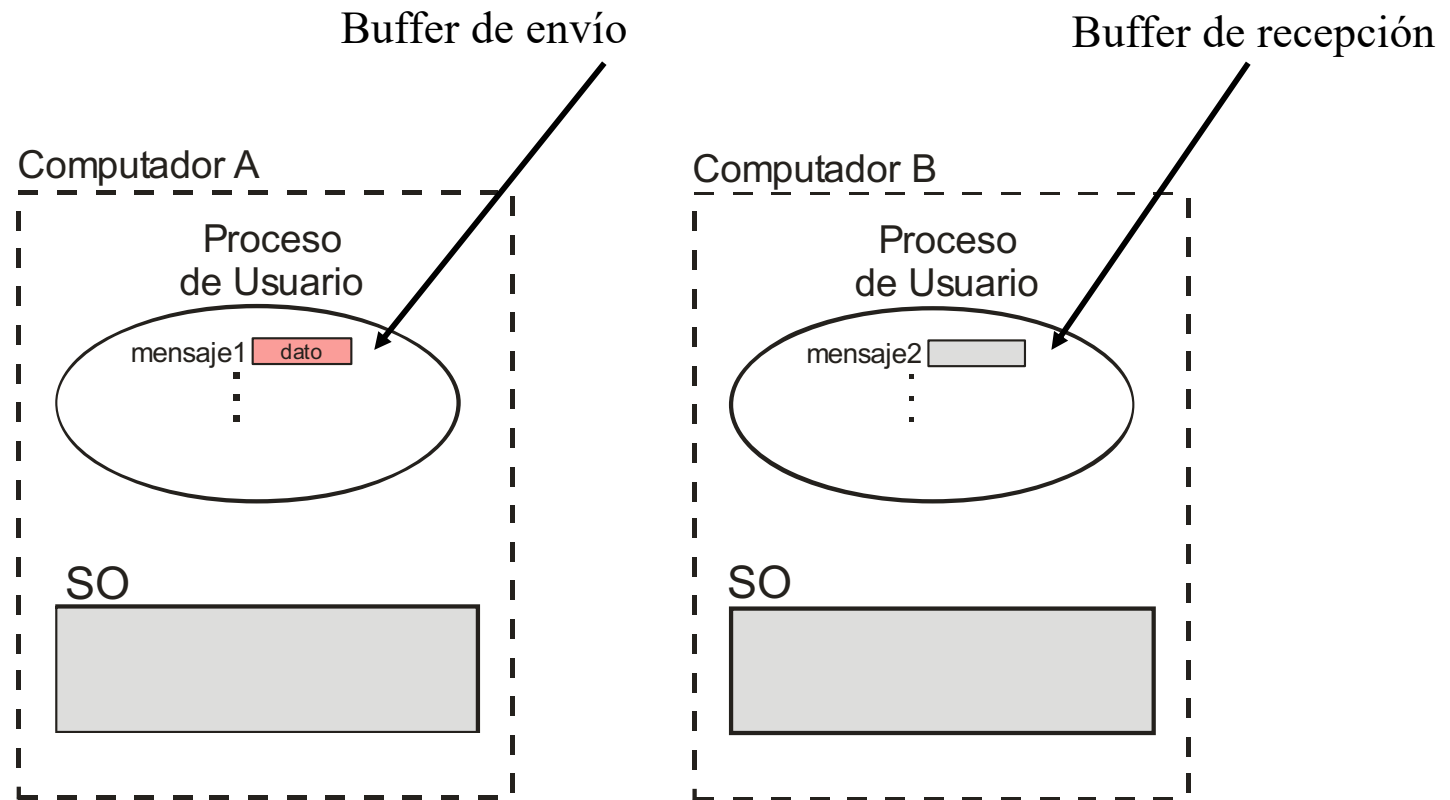 Buffer de envío
Buffer de recepción
Computador A
Proceso
de Usuario
mensaje1 dato
SO
Computador B
Proceso
de Usuario
mensaje2
SO